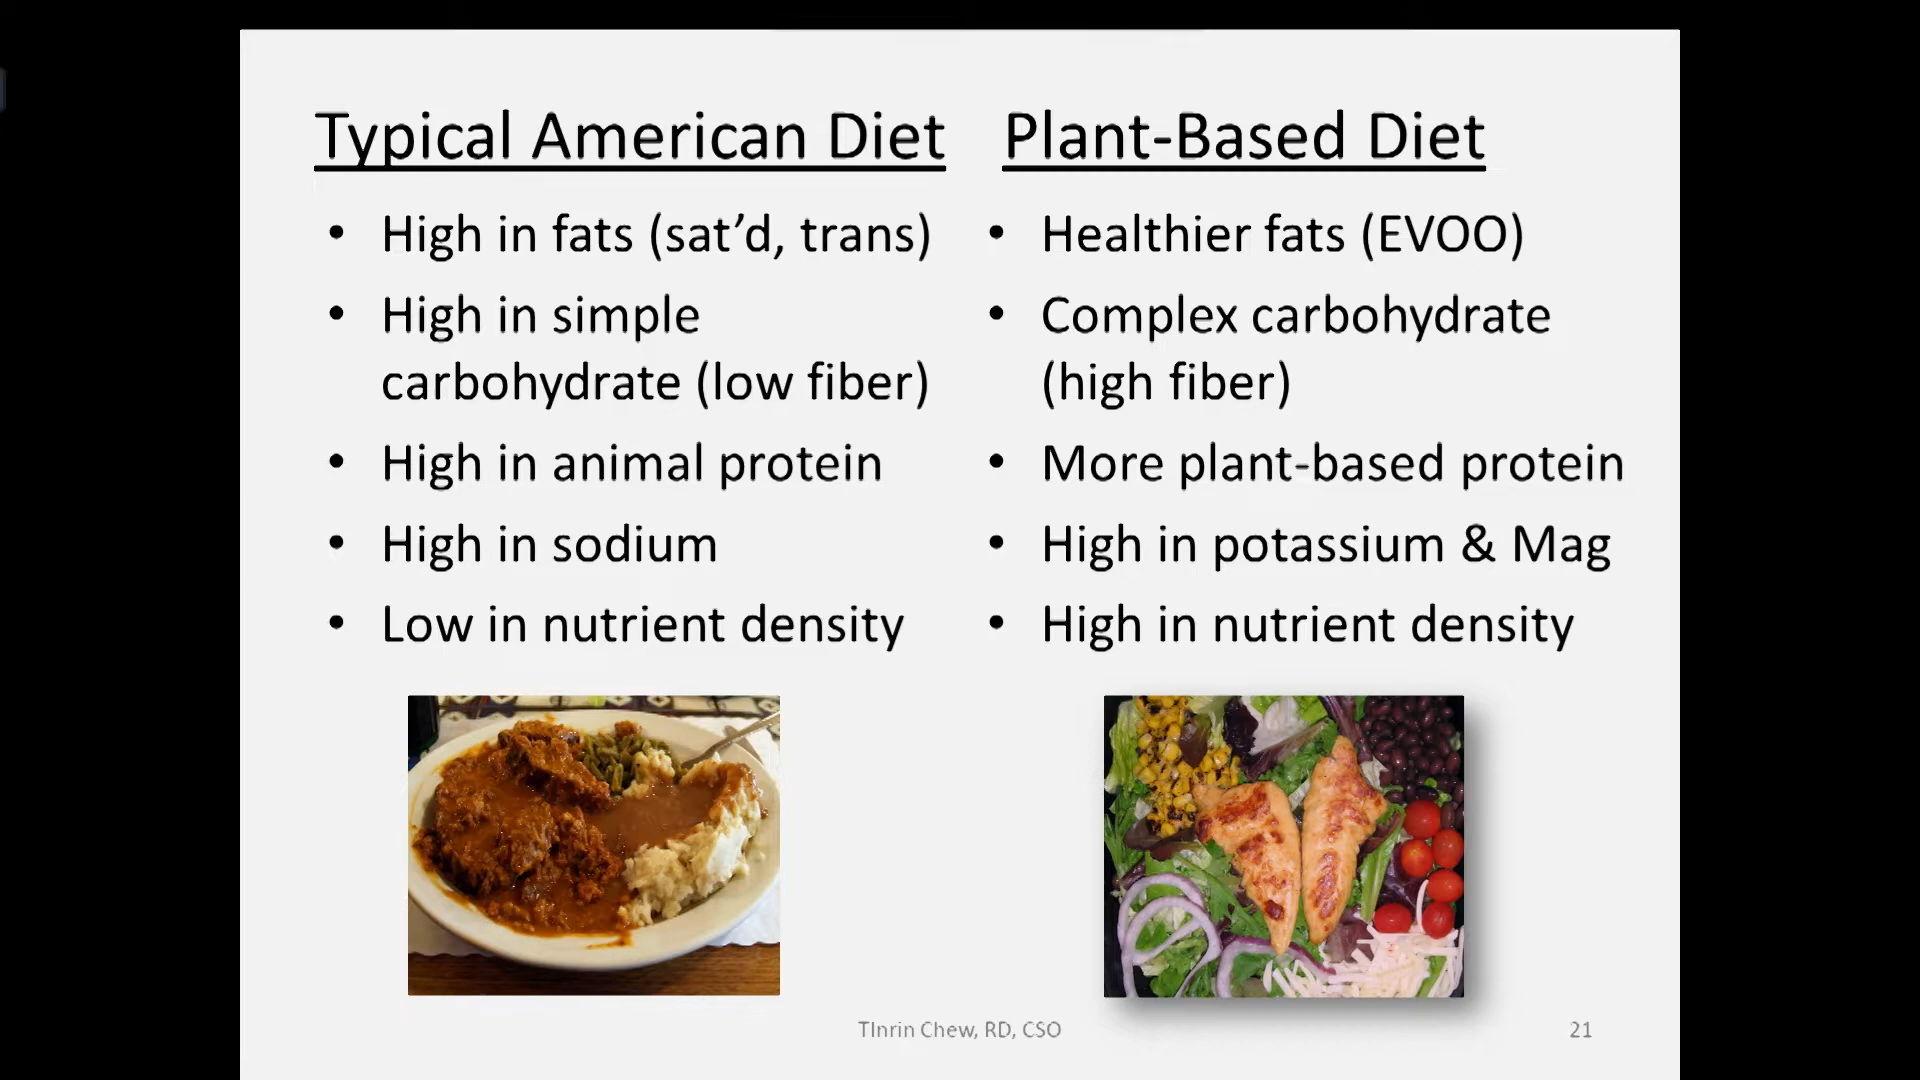 Typical American Diet
• High in fats (sat’d, trans)
• High in simple
carbohydrate (low fiber)
• High in animal protein
• High in sodium
• Low in nutrient density
Plant-Based Diet
• Healthier fats (EVOO)
• Complex carbohydrate
(high fiber)
• More plant-based protein
• High in potassium & Mag
• High in nutrient density
TInrin Chew, RD, CSO
21